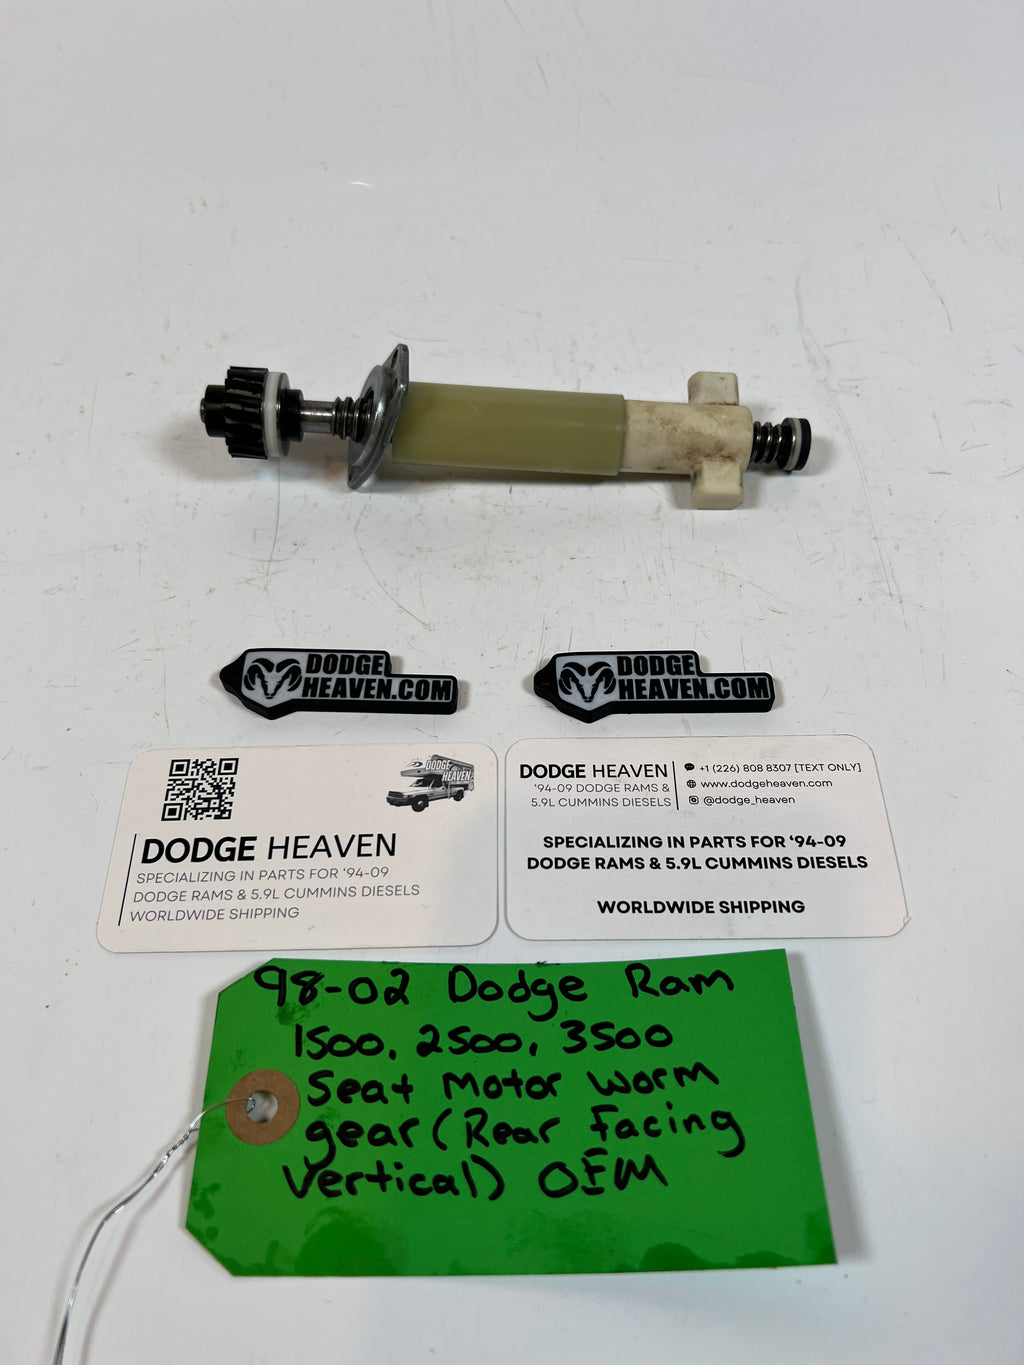 DODGE
HEAVEN.COM
DODGE
HEAVEN.COM
DODGE
HEAVEN
DODGE HEAVEN
SPECIALIZING IN PARTS FOR '94-09
DODGE RAMS & 5.9L CUMMINS DIESELS
WORLDWIDE SHIPPING
DODGE HEAVEN
'94-09 DODGE RAMS &
5.9L CUMMINS DIESELS
+1 (226) 808 8307 [TEXT ONLY]
www.dodgeheaven.com
@dodge_heaven
SPECIALIZING IN PARTS FOR '94-09
DODGE RAMS & 5.9L CUMMINS DIESELS
WORLDWIDE SHIPPING
98-02 Dodge Ram
1500, 2500, 3500
Seat Motor Worm
gear (Rear Facing
Vertical) OEM